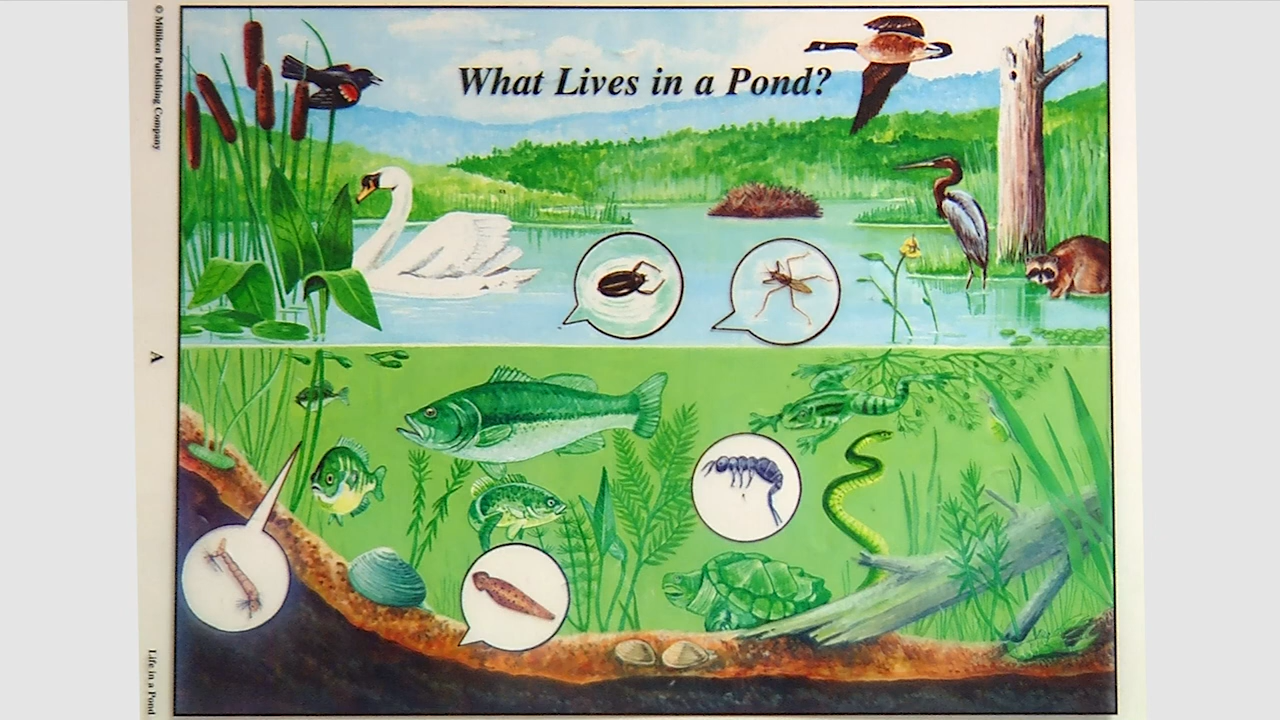 What Lives in a Pond?
© Milliken Publishing Company
A
Life in a Pond